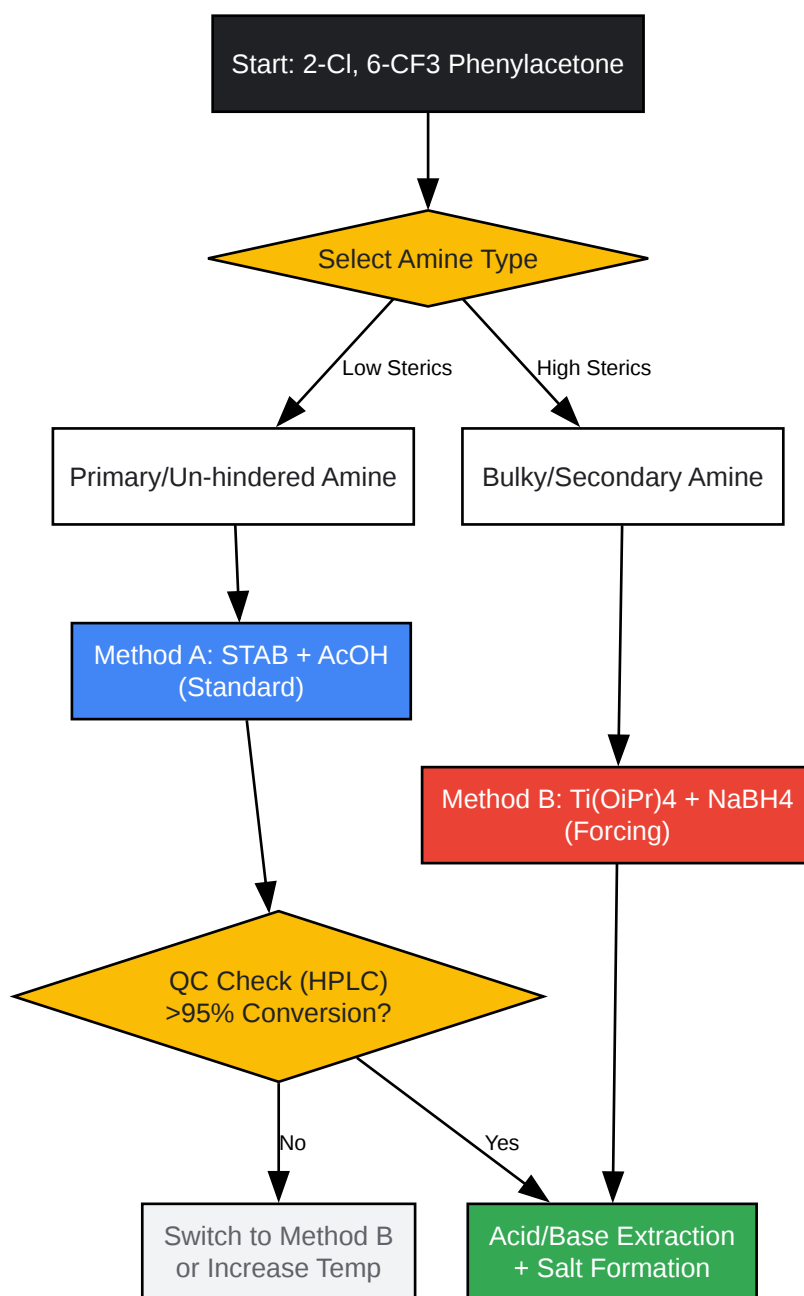 Start: 2-Cl, 6-CF3 Phenylacetone
Select Amine Type
Low Sterics
High Sterics
Primary/Un-hindered Amine
Bulky/Secondary Amine
Method A: STAB + AcOH
(Standard)
Method B: Ti(OiPr)4 + NaBH4
(Forcing)
QC Check (HPLC)
>95% Conversion?
No
Yes
Switch to Method B
or Increase Temp
Acid/Base Extraction
+ Salt Formation